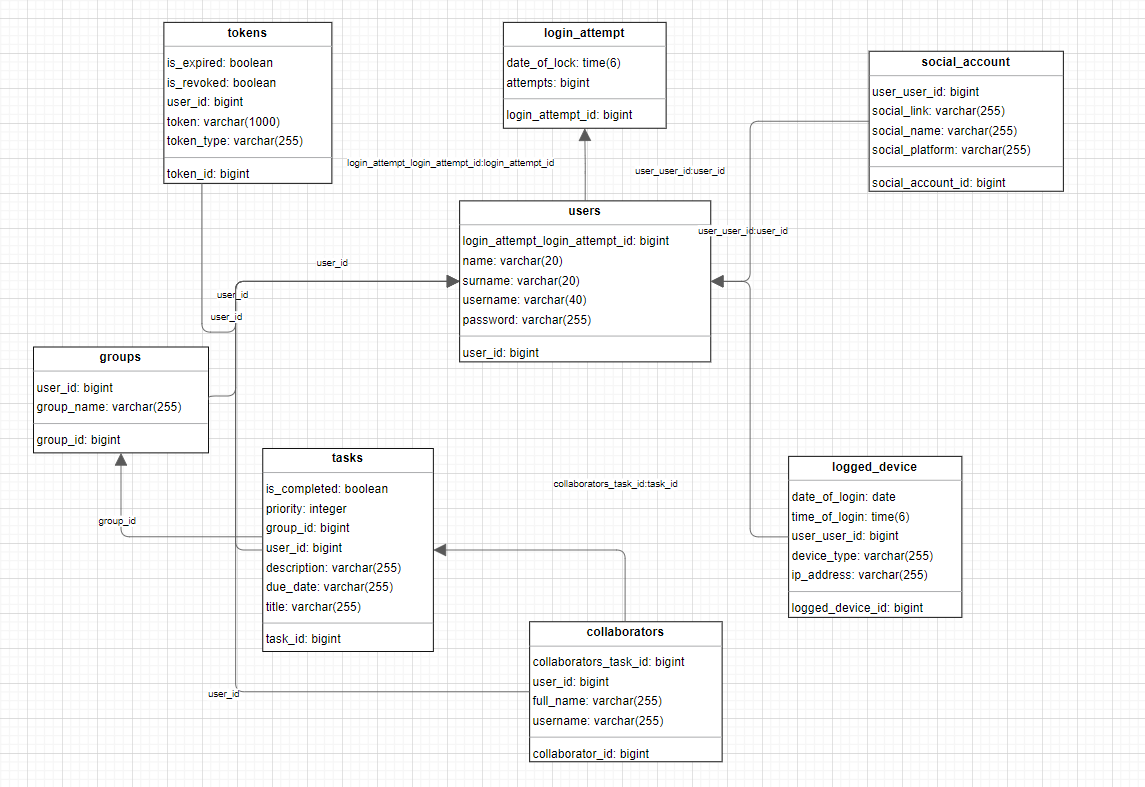 tokens
is_expired: boolean
is_revoked: boolean
user_id: bigint
token: varchar(1000)
token_type: varchar(255)
token_id: bigint
login_attempt
date_of_lock: time(6)
attempts: bigint
login_attempt_id: bigint
social_account
user_user_id: bigint
social_link: varchar(255)
social_name: varchar(255)
social_platform: varchar(255)
social_account_id: bigint
login_attempt_login_attempt_id:login_attempt_id
user_user_id:user_id
users
login_attempt_login_attempt_id: bigint
name: varchar(20)
surname: varchar(20)
username: varchar(40)
password: varchar(255)
user_id: bigint
user_user_id:user_id
user_id
user_id
user_id
groups
user_id: bigint
group_name: varchar(255)
group_id: bigint
group_id
tasks
is_completed: boolean
priority: integer
group_id: bigint
user_id: bigint
description: varchar(255)
due_date: varchar(255)
title: varchar(255)
task_id: bigint
collaborators_task_id:task_id
logged_device
date_of_login: date
time_of_login: time(6)
user_user_id: bigint
device_type: varchar(255)
ip_address: varchar(255)
logged_device_id: bigint
collaborators
collaborators_task_id: bigint
user_id: bigint
full_name: varchar(255)
username: varchar(255)
collaborator_id: bigint
user_id